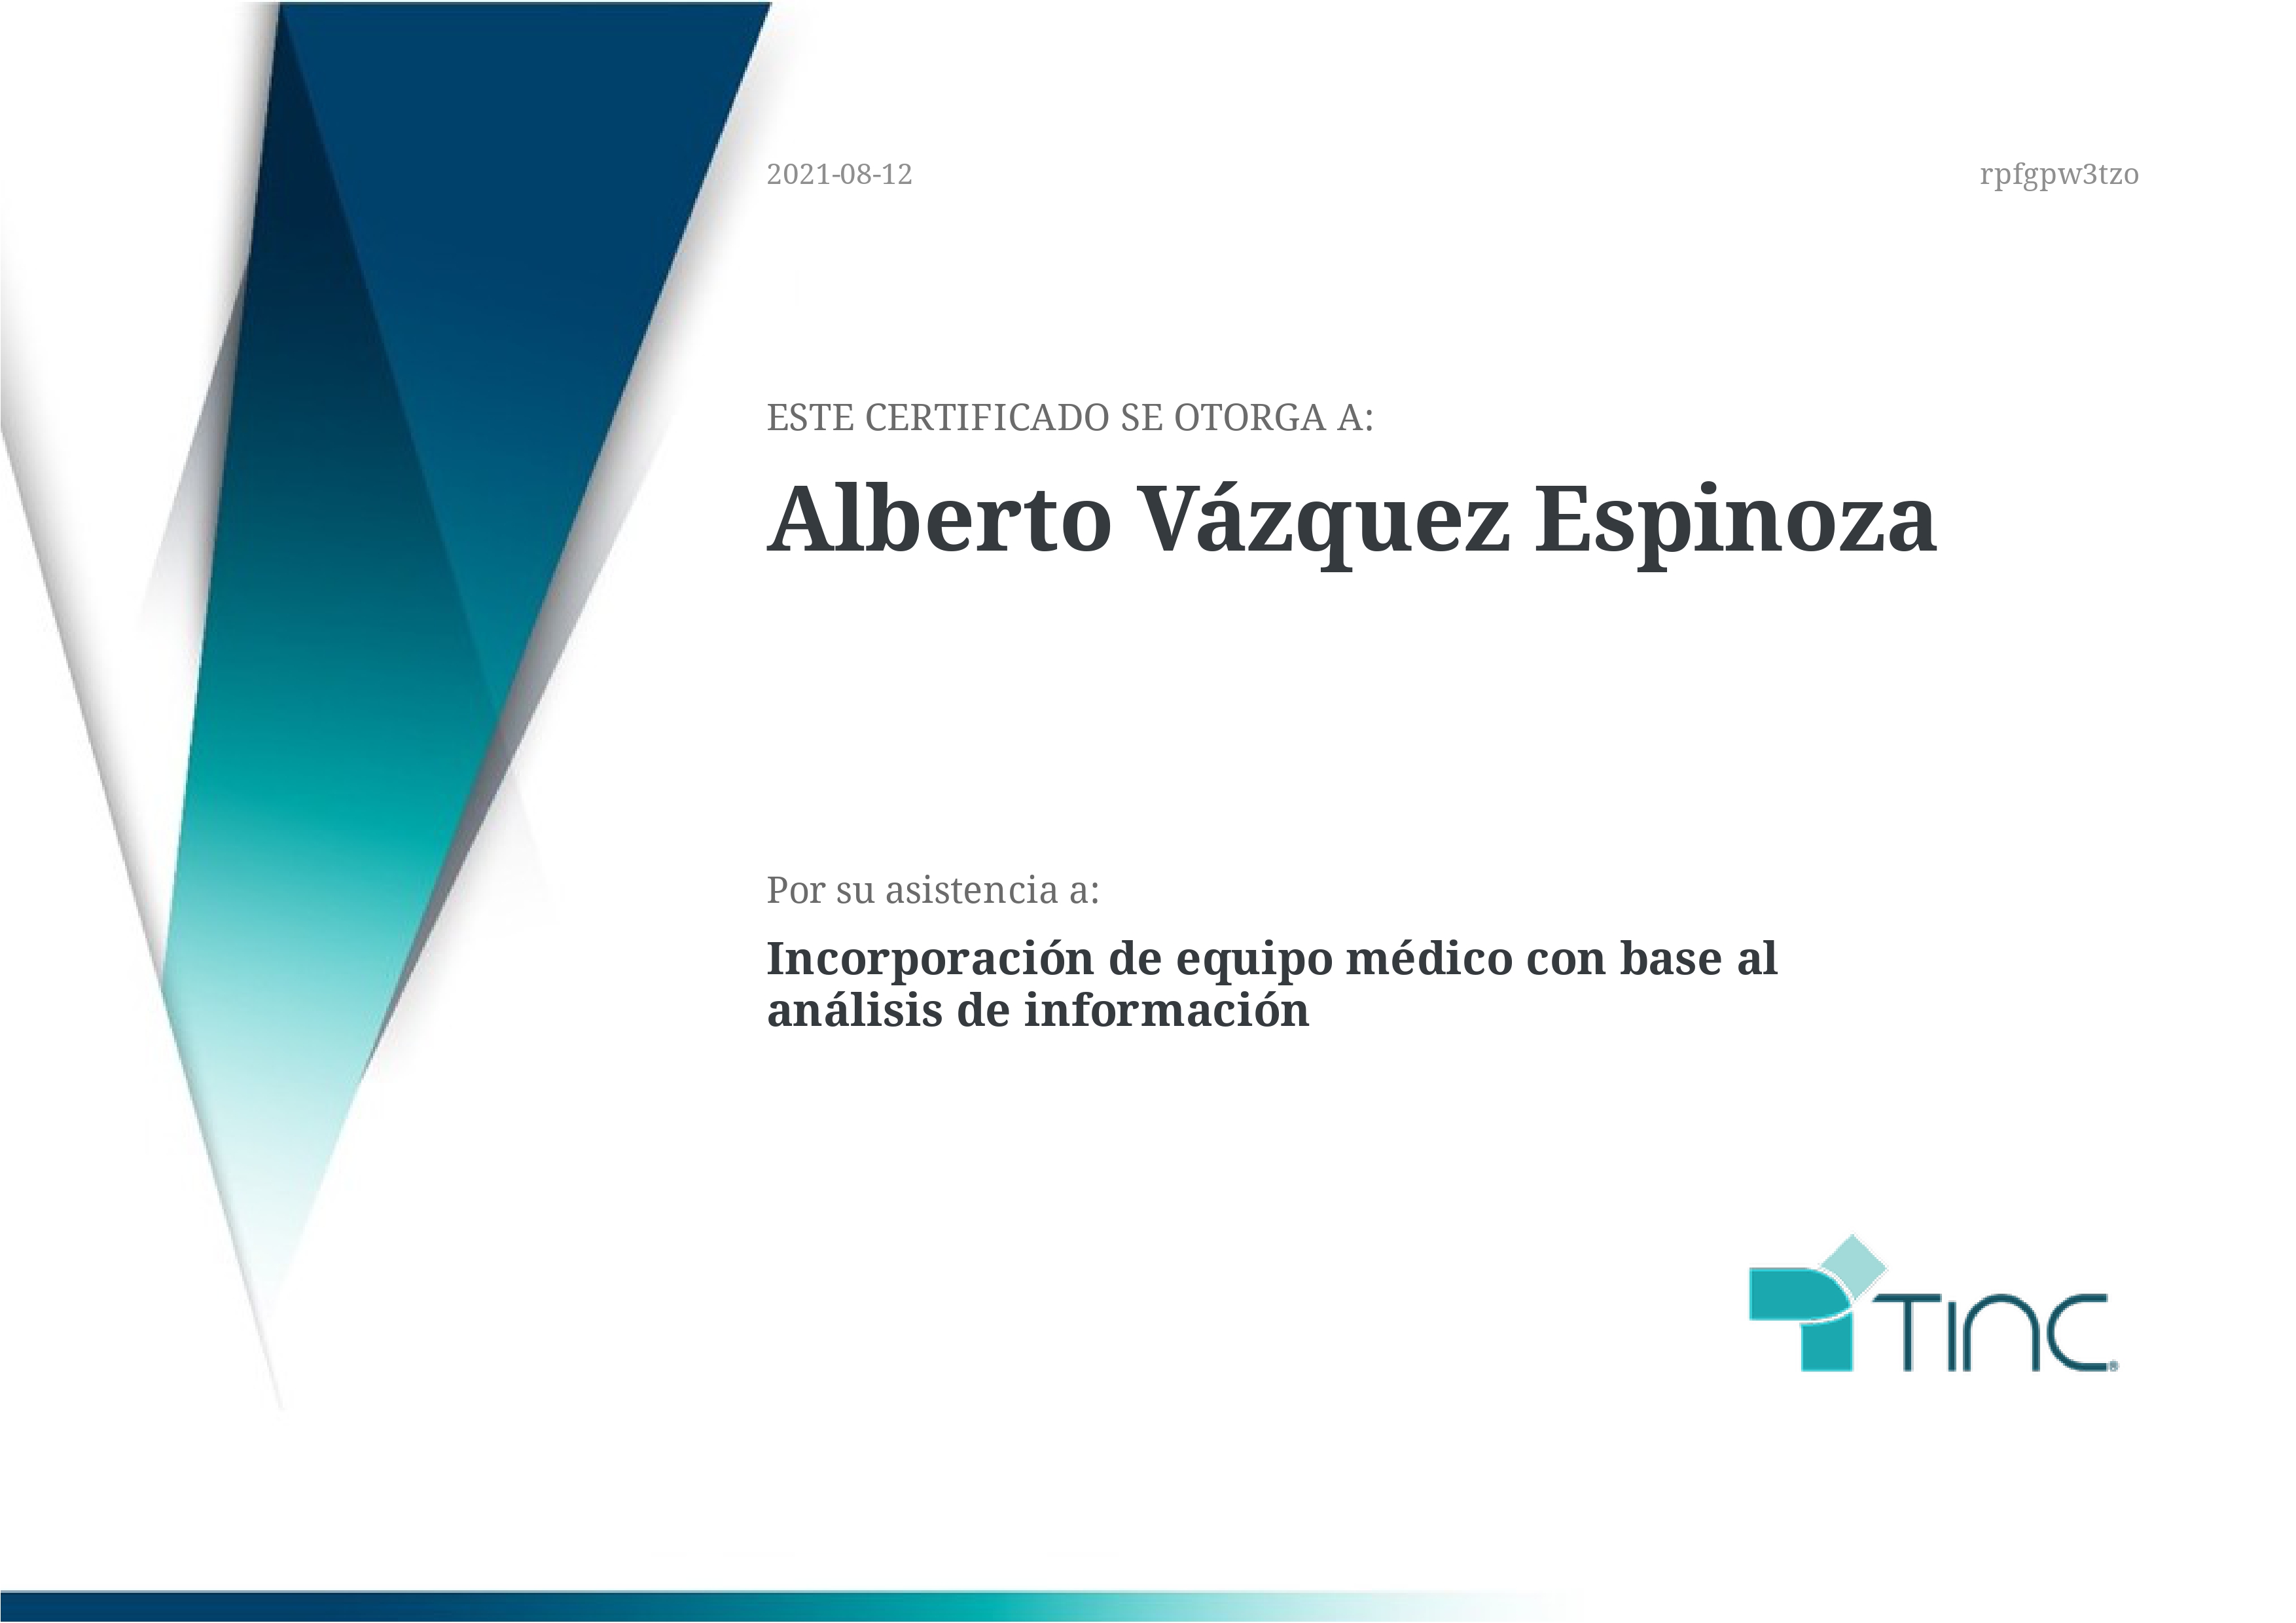 2021-08-12
rpfgpw3tzo
ESTE CERTIFICADO SE OTORGA A:
Alberto Vázquez Espinoza
Por su asistencia a:
Incorporación de equipo médico con base al
análisis de información
TINC®